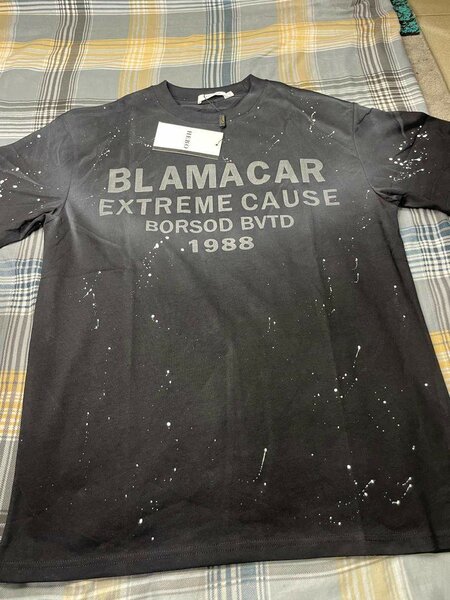 BLAMACAR
EXTREME CAUSE
BORSOD BVTD
1988